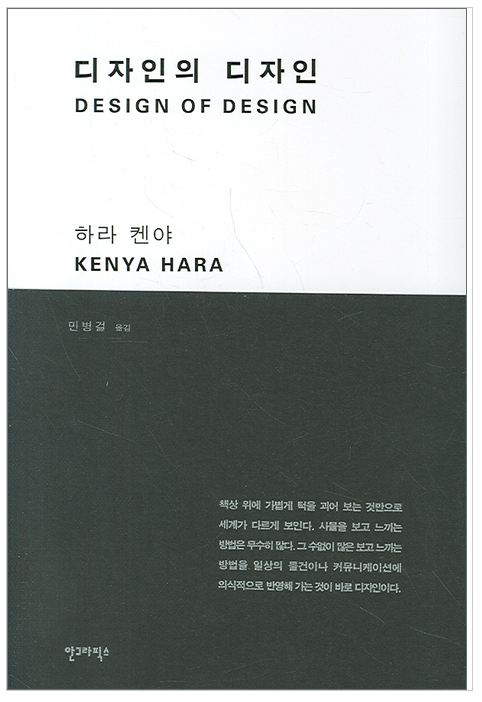 디자인의 디자인
DESIGN OF DESIGN
하라 켄야
KENYA HARA
민병걸 옮김
책상 위에 가볍게 턱을 괴어 보는 것만으로
세계가 다르게 보인다. 사물을 보고 느끼는
방법은 무수히 많다. 그 수없이 많은 보고 느끼는
방법을 일상의 물건이나 커뮤니케이션에
의식적으로 반영해 가는 것이 바로 디자인이다.
안그라픽스